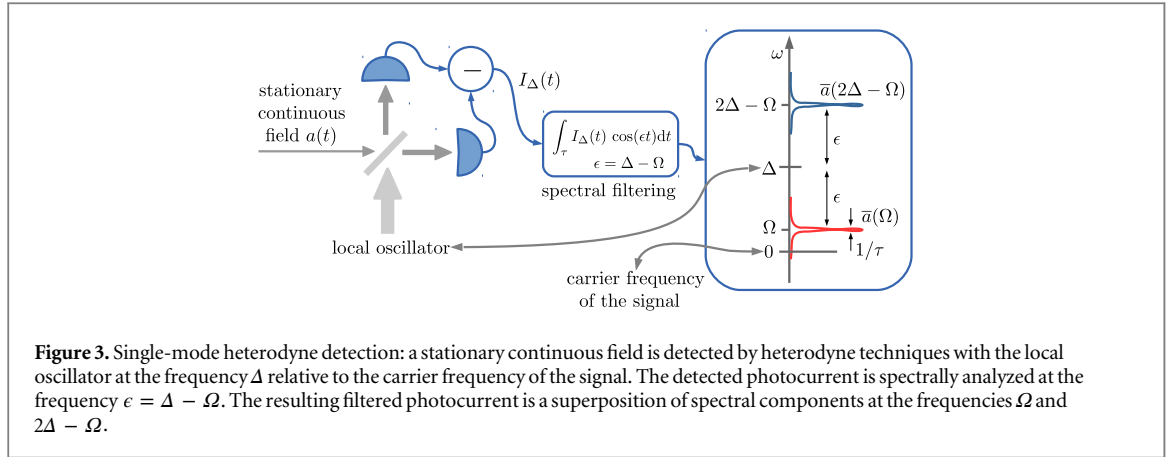 stationary
continuous
field a(t)
−
I_Δ(t)
∫_τ I_Δ(t) cos(ϵt)dt
ϵ = Δ − Ω
spectral filtering
local oscillator
carrier frequency
of the signal
ω
a̅(2Δ − Ω)
2Δ − Ω
ϵ
Δ
ϵ
a̅(Ω)
Ω
1/τ
0
Figure 3. Single-mode heterodyne detection: a stationary continuous field is detected by heterodyne techniques with the local
oscillator at the frequency Δ relative to the carrier frequency of the signal. The detected photocurrent is spectrally analyzed at the
frequency ϵ = Δ − Ω. The resulting filtered photocurrent is a superposition of spectral components at the frequencies Ω and
2Δ − Ω.